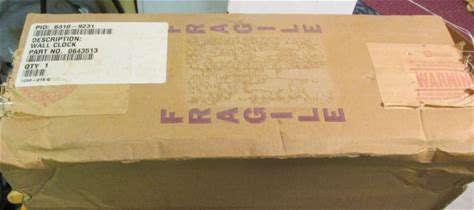 PID: 6310-9231
DESCRIPTION:
WALL CLOCK
PART NO. 0643513
QTY 1
FRAGILE
FRAGILE
WARNING